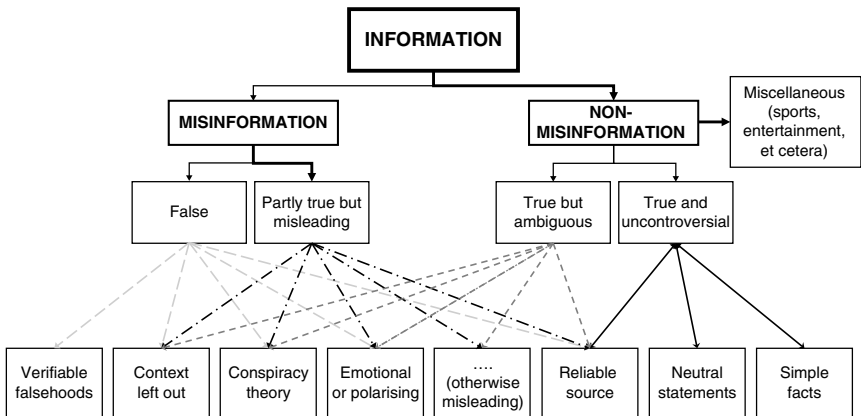 INFORMATION
MISINFORMATION
NON-
MISINFORMATION
Miscellaneous
(sports,
entertainment,
et cetera)
False
Partly true but
misleading
True but
ambiguous
True and
uncontroversial
Verifiable
falsehoods
Context
left out
Conspiracy
theory
Emotional
or polarising
....
(otherwise
misleading)
Reliable
source
Neutral
statements
Simple
facts